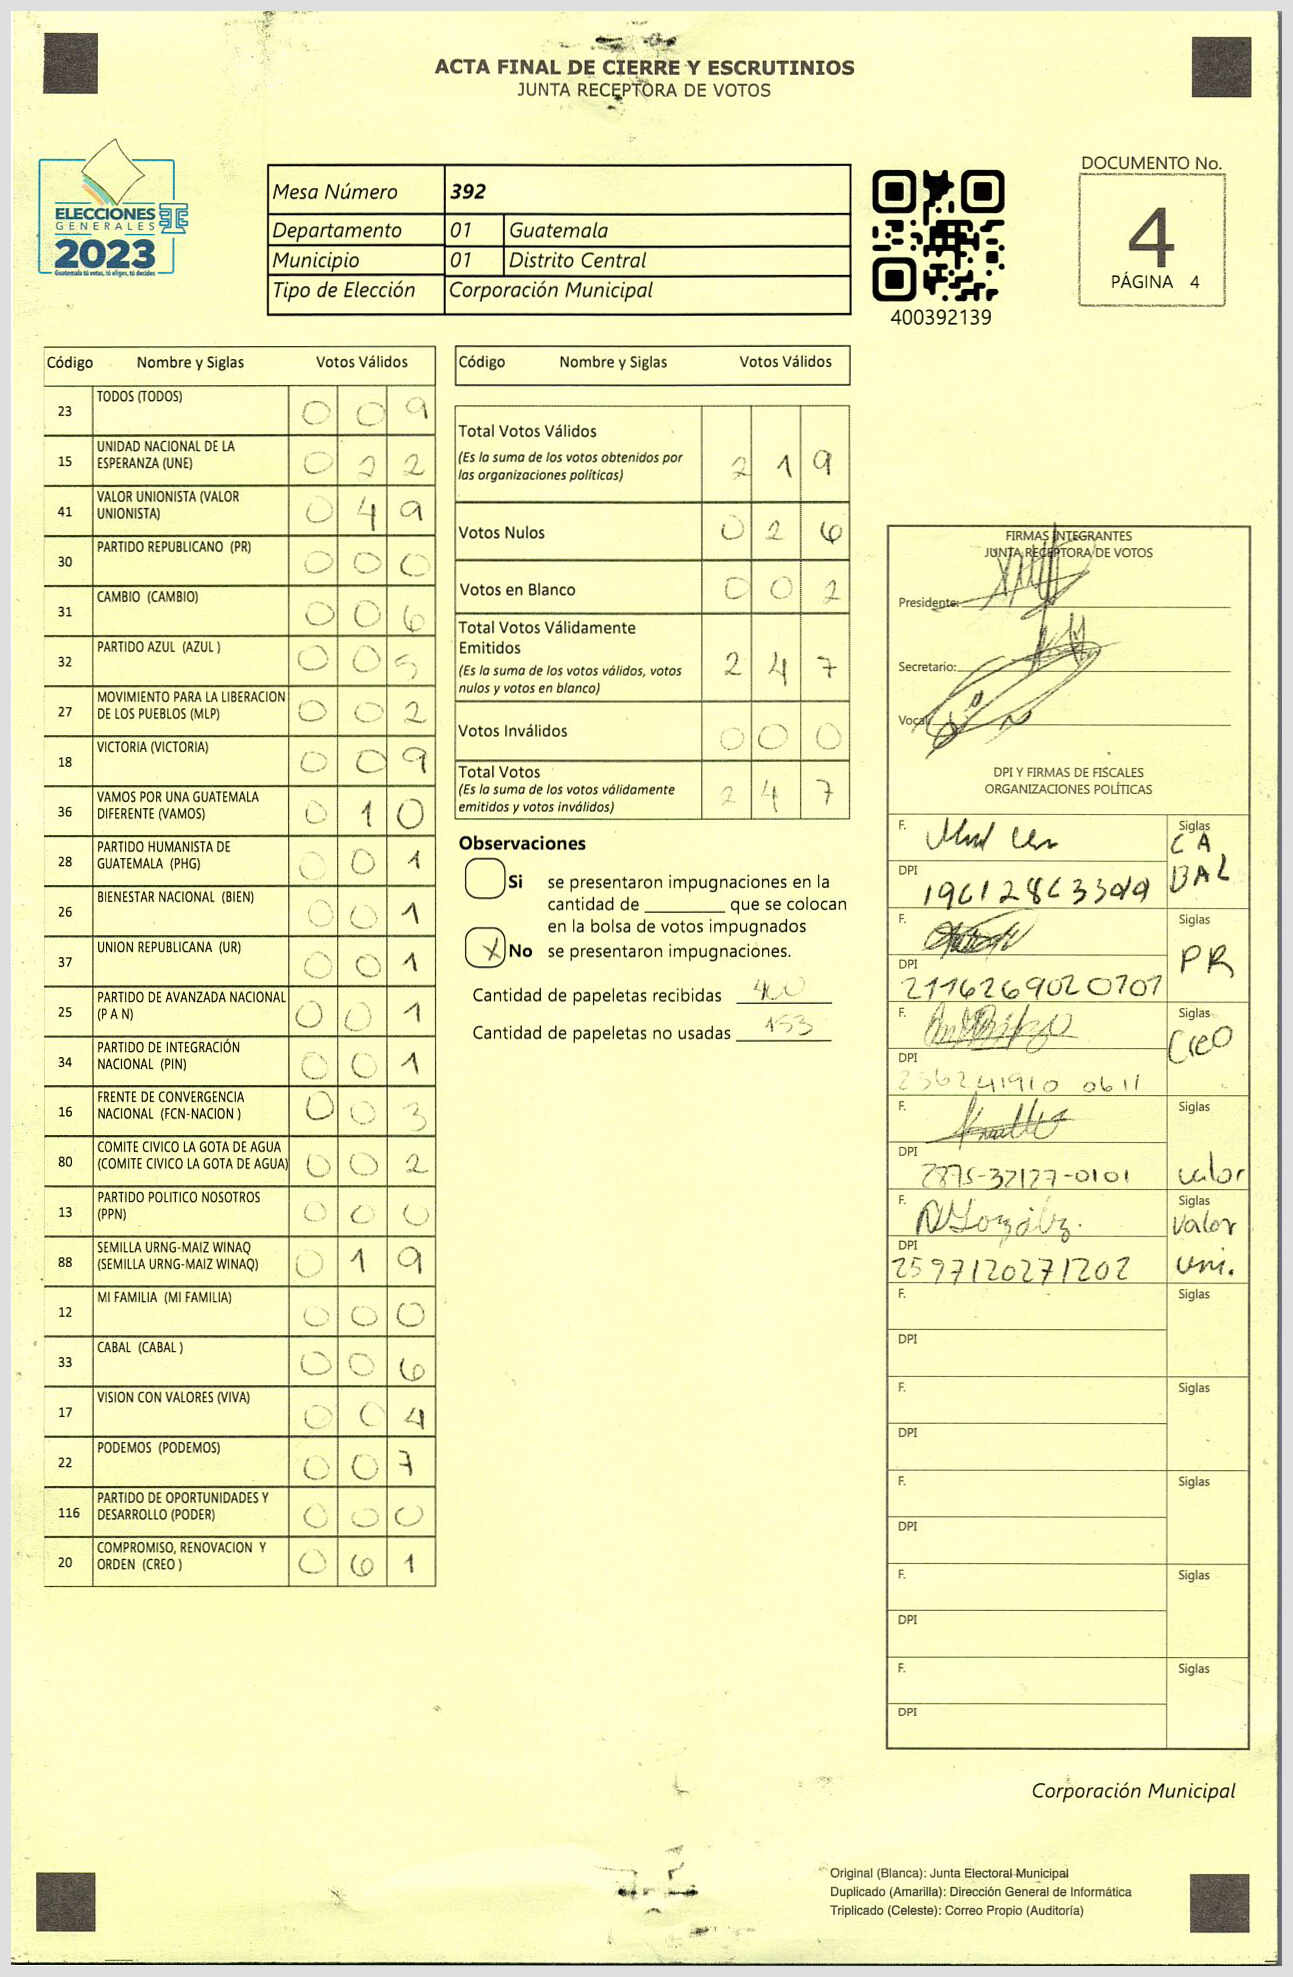 ACTA FINAL DE CIERRE Y ESCRUTINIOS
JUNTA RECEPTORA DE VOTOS
ELECCIONES
GENERALES
2023
Guatemala tú votas, tú eliges, tú decides
Mesa Número 392
Departamento 01 Guatemala
Municipio 01 Distrito Central
Tipo de Elección Corporación Municipal
400392139
DOCUMENTO No.
4
PÁGINA 4
Código Nombre y Siglas Votos Válidos
23 TODOS (TODOS) 0 0 9
15 UNIDAD NACIONAL DE LA ESPERANZA (UNE) 0 2 2
41 VALOR UNIONISTA (VALOR UNIONISTA) 0 4 9
30 PARTIDO REPUBLICANO (PR) 0 0 0
31 CAMBIO (CAMBIO) 0 0 6
32 PARTIDO AZUL (AZUL ) 0 0 5
27 MOVIMIENTO PARA LA LIBERACION DE LOS PUEBLOS (MLP) 0 0 2
18 VICTORIA (VICTORIA) 0 0 9
36 VAMOS POR UNA GUATEMALA DIFERENTE (VAMOS) 0 1 0
28 PARTIDO HUMANISTA DE GUATEMALA (PHG) 0 0 1
26 BIENESTAR NACIONAL (BIEN) 0 0 1
37 UNION REPUBLICANA (UR) 0 0 1
25 PARTIDO DE AVANZADA NACIONAL (P A N) 0 0 1
34 PARTIDO DE INTEGRACIÓN NACIONAL (PIN) 0 0 1
16 FRENTE DE CONVERGENCIA NACIONAL (FCN-NACION ) 0 0 3
80 COMITE CIVICO LA GOTA DE AGUA (COMITE CIVICO LA GOTA DE AGUA) 0 0 2
13 PARTIDO POLITICO NOSOTROS (PPN) 0 0 0
88 SEMILLA URNG-MAIZ WINAQ (SEMILLA URNG-MAIZ WINAQ) 0 1 9
12 MI FAMILIA (MI FAMILIA) 0 0 0
33 CABAL (CABAL ) 0 0 6
17 VISION CON VALORES (VIVA) 0 0 4
22 PODEMOS (PODEMOS) 0 0 7
116 PARTIDO DE OPORTUNIDADES Y DESARROLLO (PODER) 0 0 0
20 COMPROMISO, RENOVACION Y ORDEN (CREO ) 0 6 1
Código Nombre y Siglas Votos Válidos
Total Votos Válidos 2 1 9
(Es la suma de los votos obtenidos por
las organizaciones políticas)
Votos Nulos 0 2 6
Votos en Blanco 0 0 2
Total Votos Válidamente
Emitidos 2 4 7
(Es la suma de los votos válidos, votos
nulos y votos en blanco)
Votos Inválidos 0 0 0
Total Votos 2 4 7
(Es la suma de los votos válidamente
emitidos y votos inválidos)
Observaciones
Si se presentaron impugnaciones en la
cantidad de ________ que se colocan
en la bolsa de votos impugnados
X No se presentaron impugnaciones.
Cantidad de papeletas recibidas 400
Cantidad de papeletas no usadas 153
FIRMAS INTEGRANTES
JUNTA RECEPTORA DE VOTOS
Presidente:
Secretario:
Vocal:
DPI Y FIRMAS DE FISCALES
ORGANIZACIONES POLÍTICAS
F. Siglas
CA
BAL
DPI
F. Siglas
PR
DPI 2116269020707
F. Siglas
CreO
DPI 256241910 0611
F. Siglas
DPI 2875-32127-0101 valor
F. Siglas
valor
DPI 2597120271202 uni.
F. Siglas
DPI
F. Siglas
DPI
F. Siglas
DPI
F. Siglas
DPI
F. Siglas
DPI
Corporación Municipal
Original (Blanca): Junta Electoral Municipal
Duplicado (Amarilla): Dirección General de Informática
Triplicado (Celeste): Correo Propio (Auditoría)